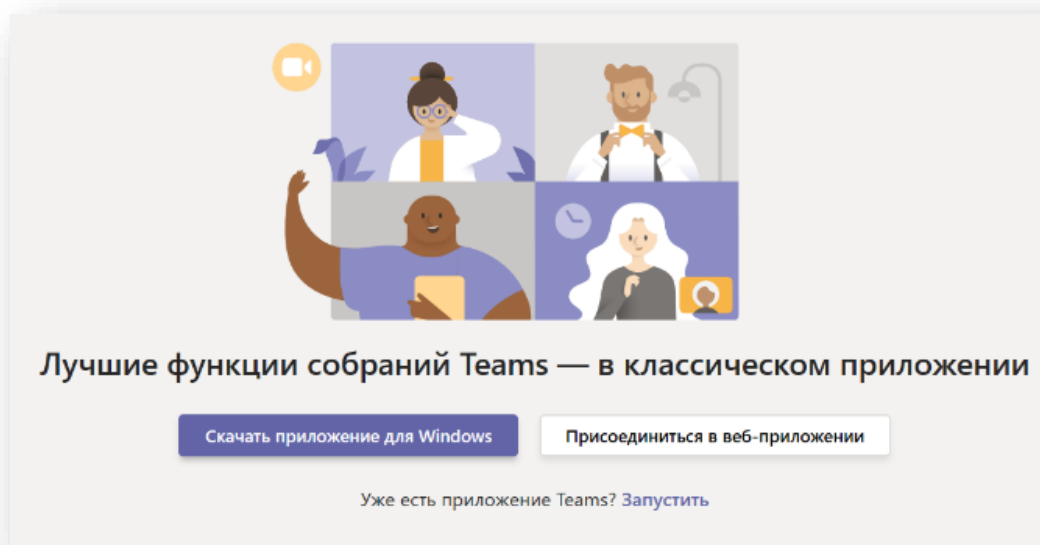 Лучшие функции собраний Teams — в классическом приложении
Скачать приложение для Windows
Присоединиться в веб-приложении
Уже есть приложение Teams? Запустить